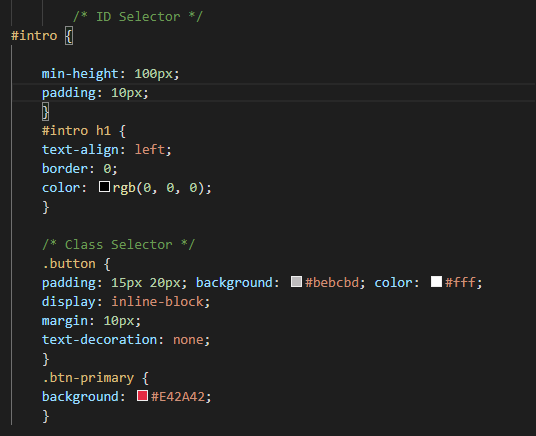 /* ID Selector */
#intro {
min-height: 100px;
padding: 10px;
}
#intro h1 {
text-align: left;
border: 0;
color: rgb(0, 0, 0);
}
/* Class Selector */
.button {
padding: 15px 20px; background: #bebcbd; color: #fff;
display: inline-block;
margin: 10px;
text-decoration: none;
}
.btn-primary {
background: #E42A42;
}